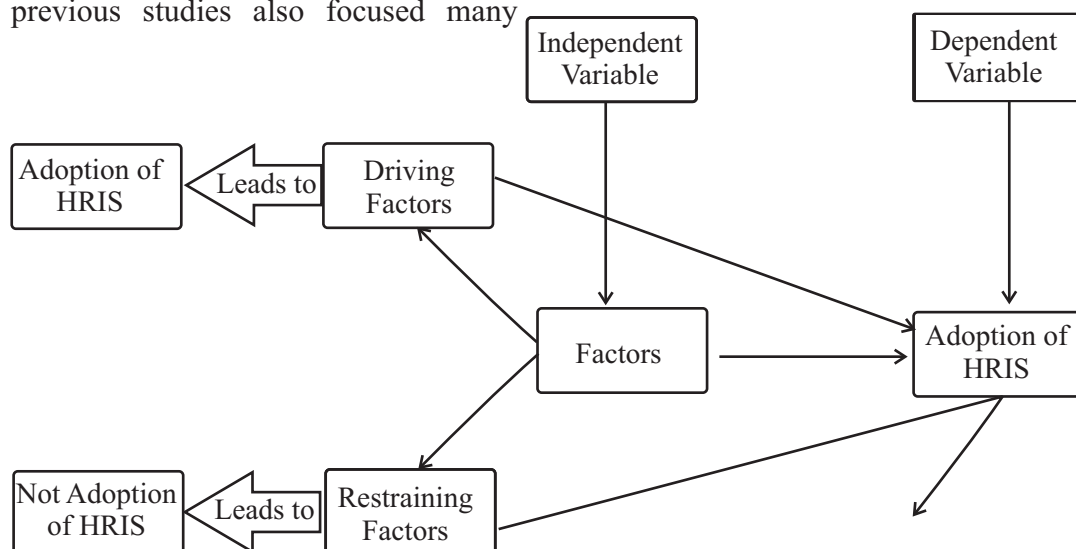 previous studies also focused many
Independent
Variable
Dependent
Variable
Adoption of
HRIS
Leads to
Driving
Factors
Factors
Adoption of
HRIS
Not Adoption
of HRIS
Leads to
Restraining
Factors